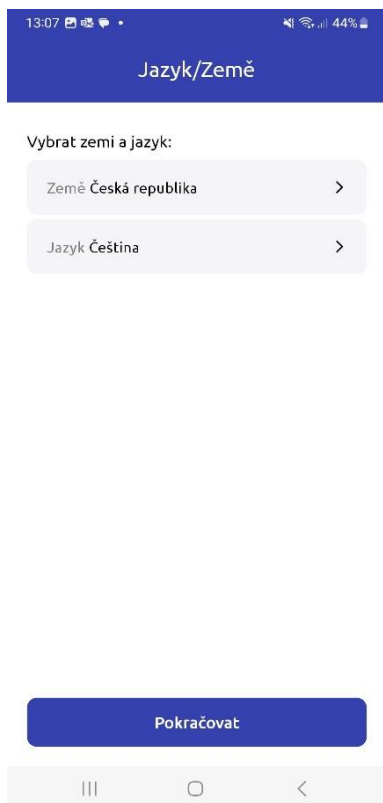 13:07 44%
Jazyk/Země
Vybrat zemi a jazyk:
Země Česká republika
Jazyk Čeština
Pokračovat